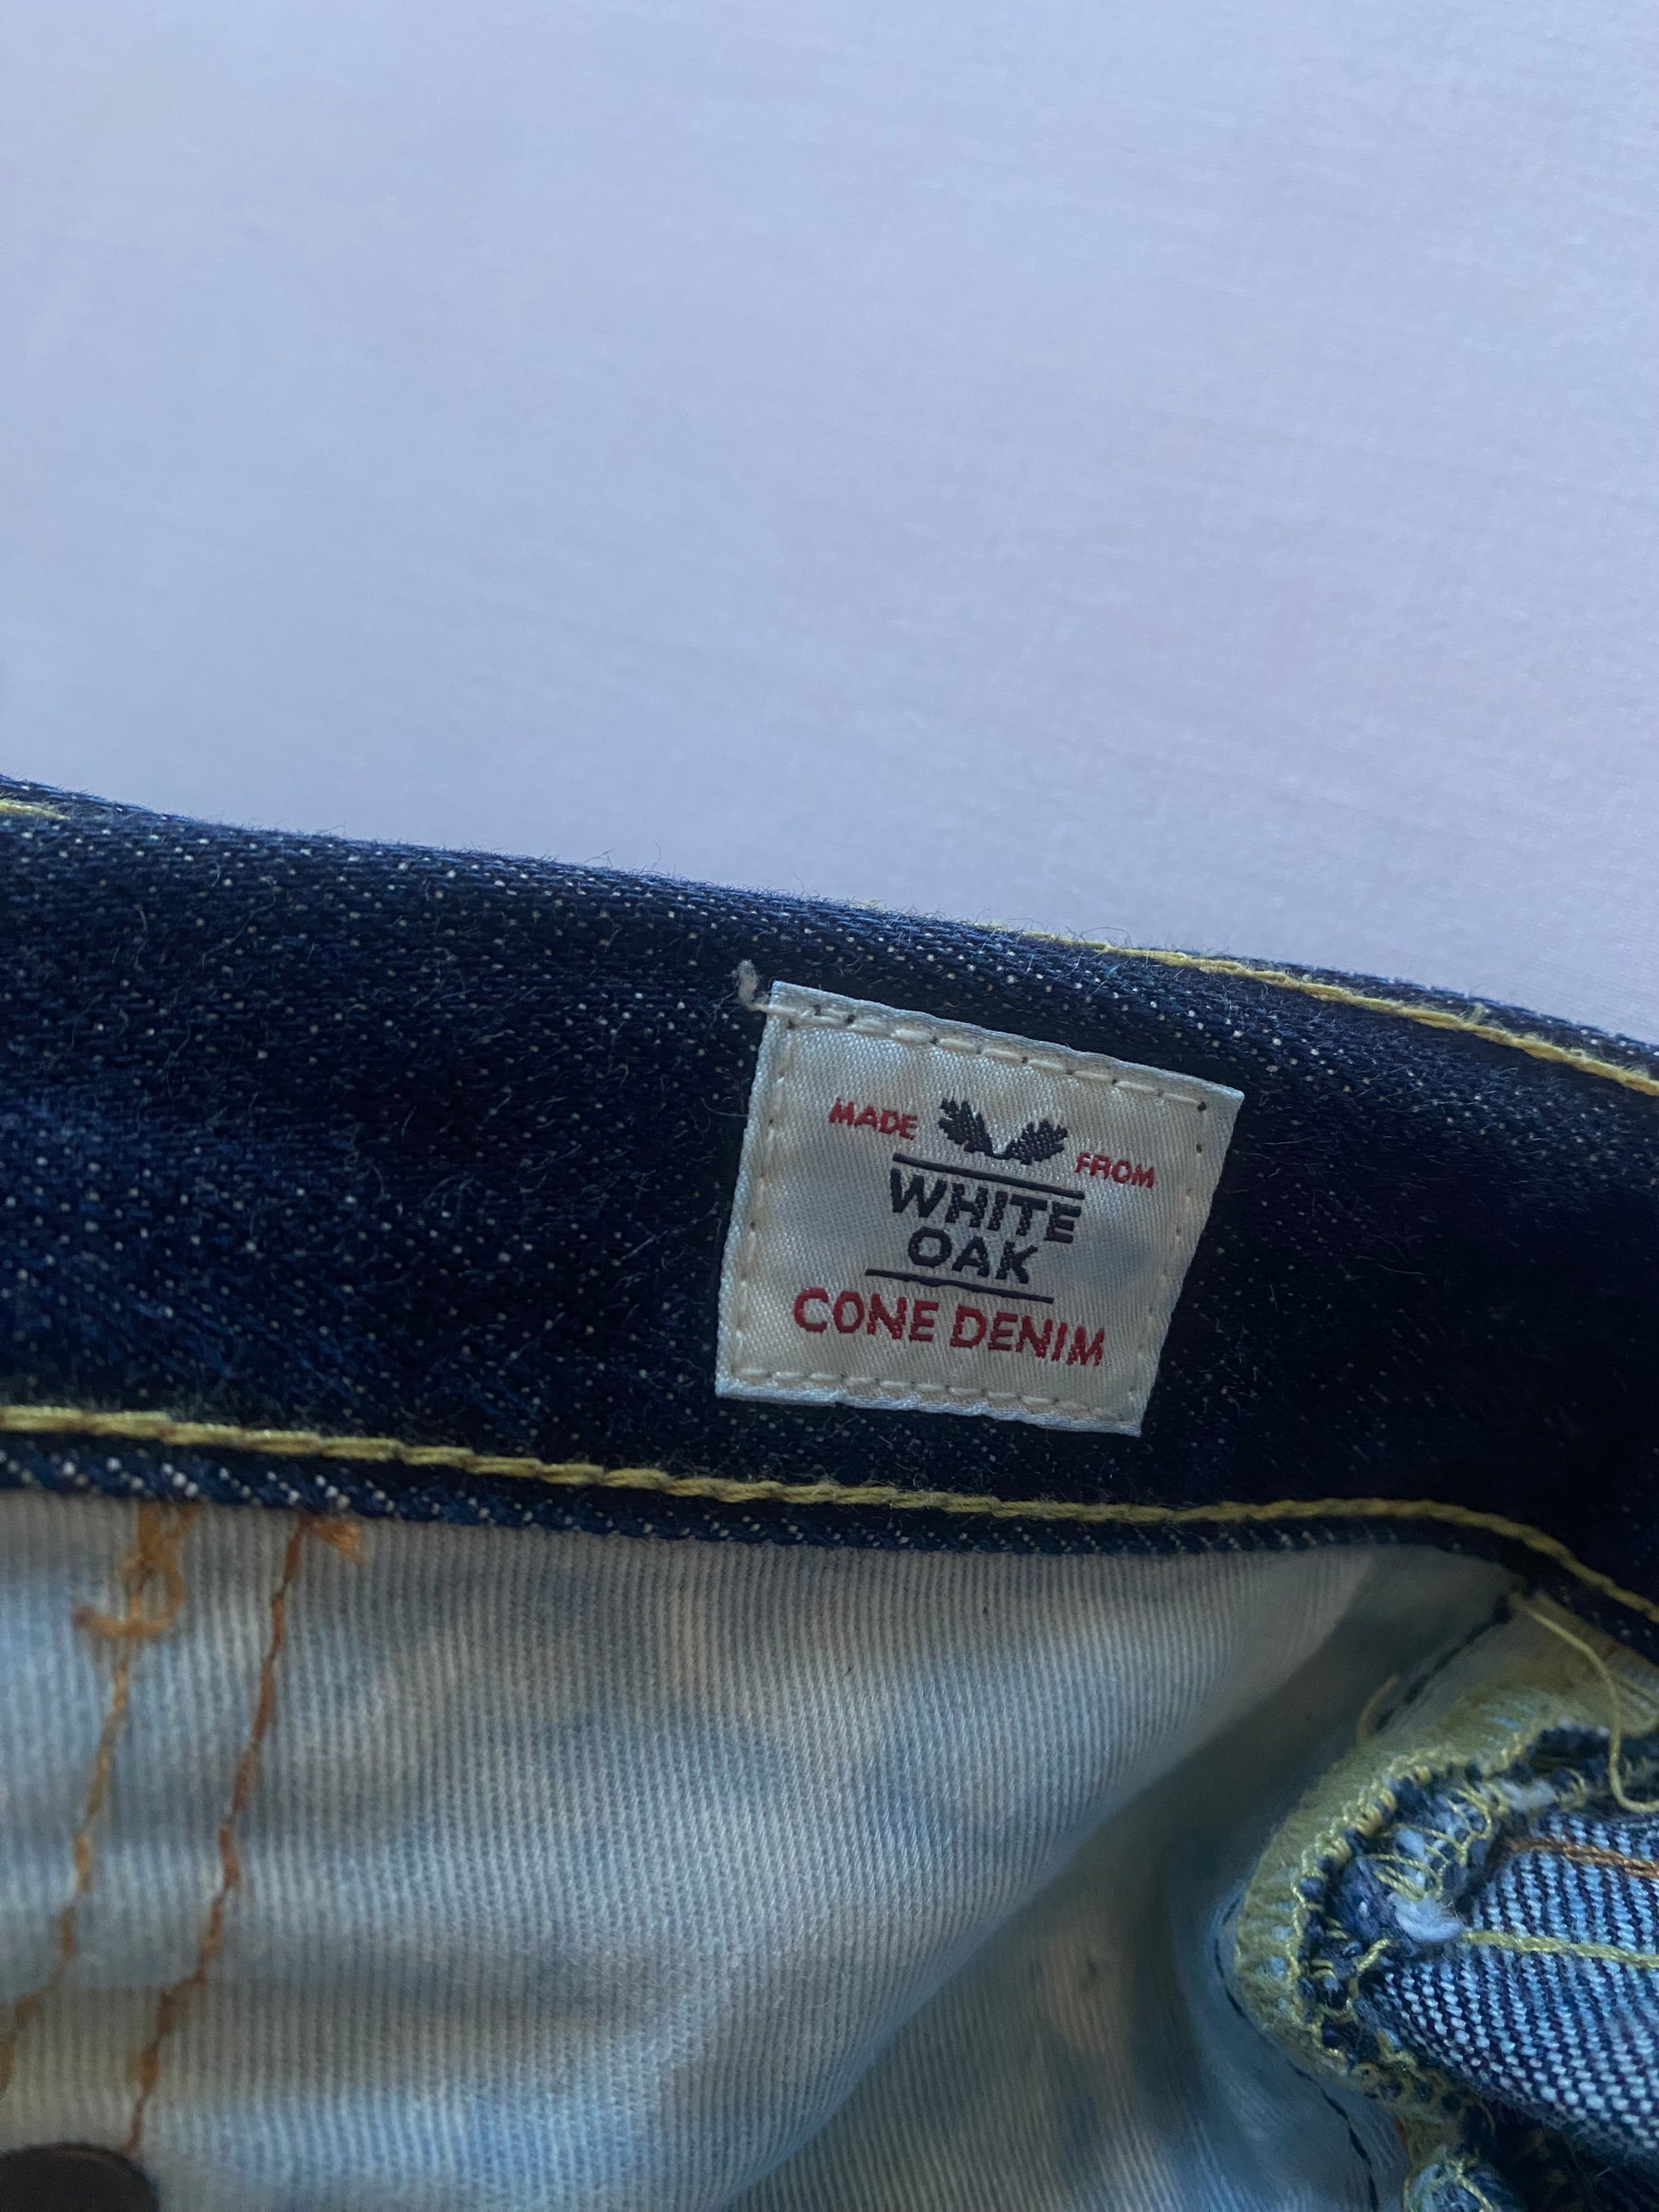 MADE FROM
WHITE
OAK
CONE DENIM